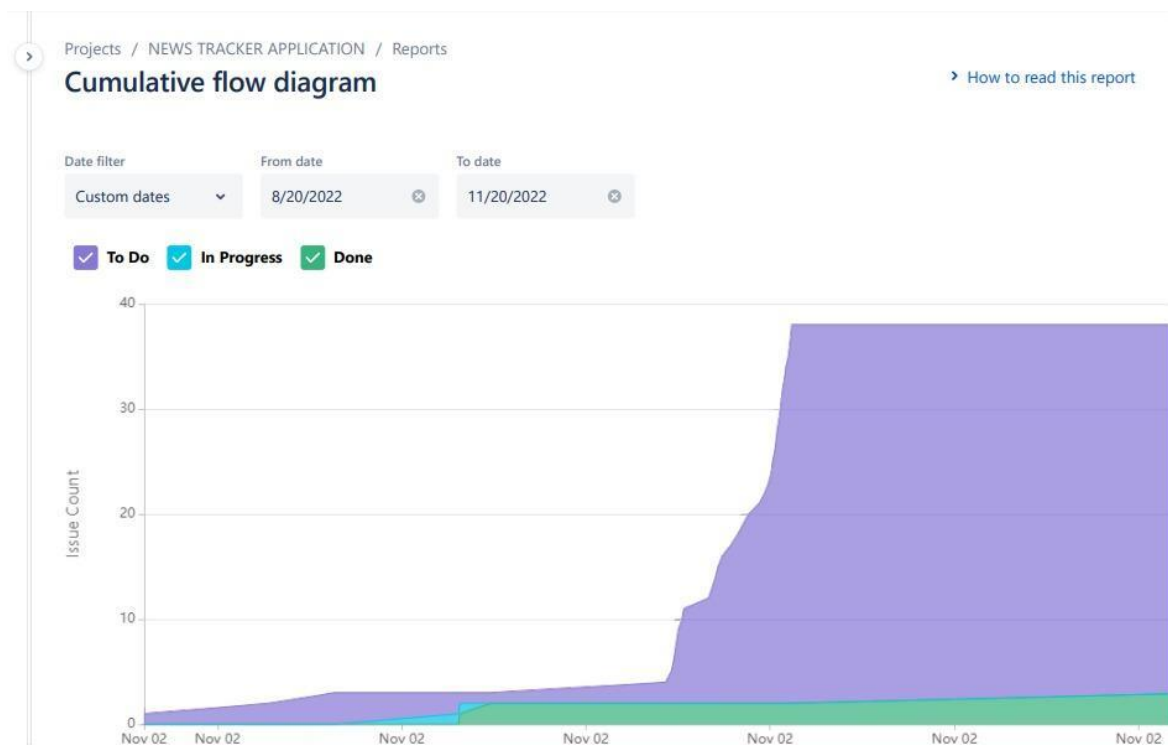 Projects / NEWS TRACKER APPLICATION / Reports
Cumulative flow diagram
How to read this report
Date filter
From date
To date
Custom dates
8/20/2022
11/20/2022
To Do
In Progress
Done
40
30
20
10
0
Issue Count
Nov 02 Nov 02 Nov 02 Nov 02 Nov 02 Nov 02 Nov 02